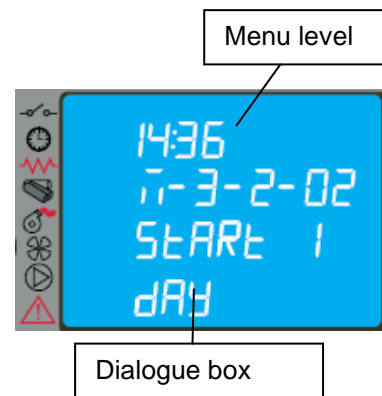 Menu level
14:36
n-3-2-02
StARt 1
dAY
Dialogue box